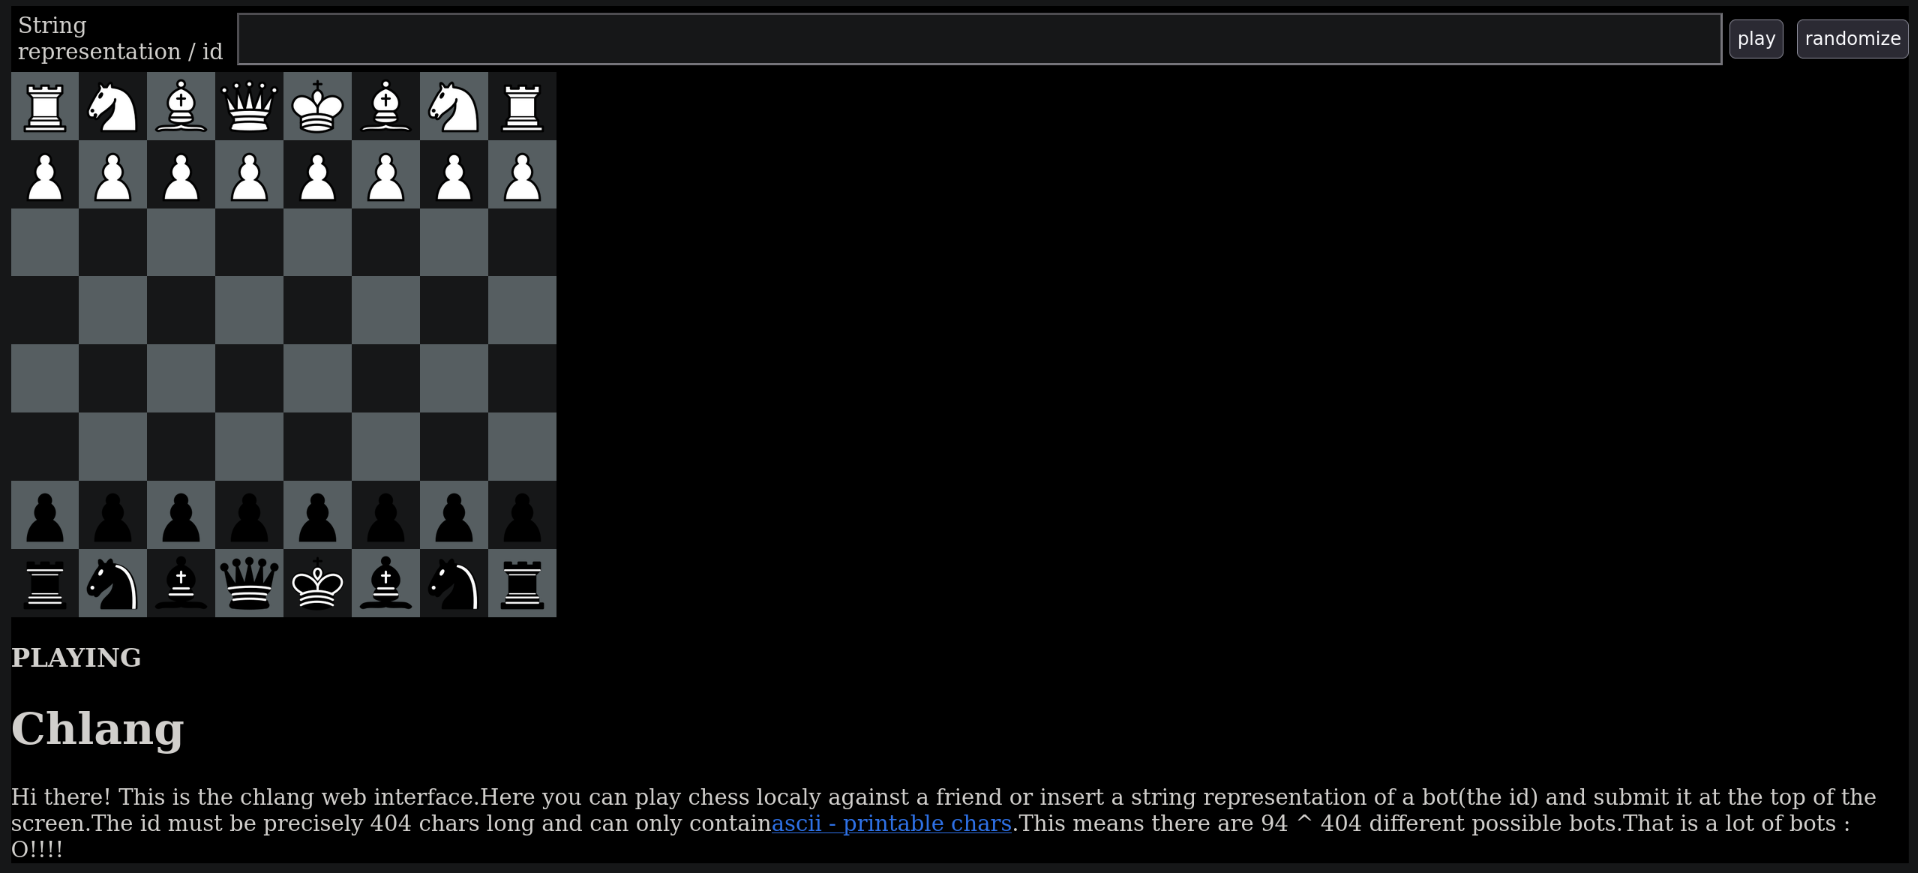 String
representation / id
play
randomize
PLAYING
Chlang
Hi there! This is the chlang web interface.Here you can play chess localy against a friend or insert a string representation of a bot(the id) and submit it at the top of the
screen.The id must be precisely 404 chars long and can only containascii - printable chars.This means there are 94 ^ 404 different possible bots.That is a lot of bots :
O!!!!